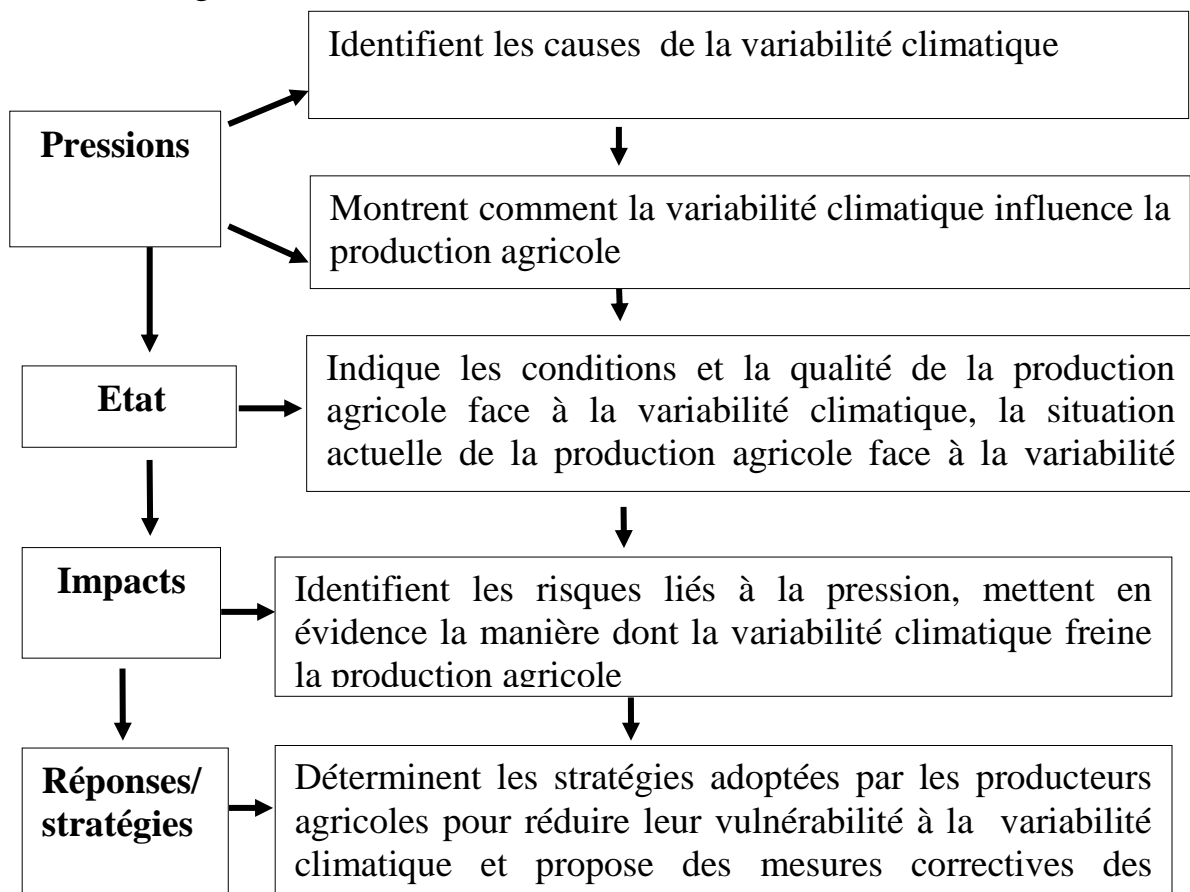 Identifient les causes de la variabilité climatique
Pressions
Montrent comment la variabilité climatique influence la
production agricole
Etat
Indique les conditions et la qualité de la production
agricole face à la variabilité climatique, la situation
actuelle de la production agricole face à la variabilité
Impacts
Identifient les risques liés à la pression, mettent en
évidence la manière dont la variabilité climatique freine
la production agricole
Réponses/
stratégies
Déterminent les stratégies adoptées par les producteurs
agricoles pour réduire leur vulnérabilité à la variabilité
climatique et propose des mesures correctives des